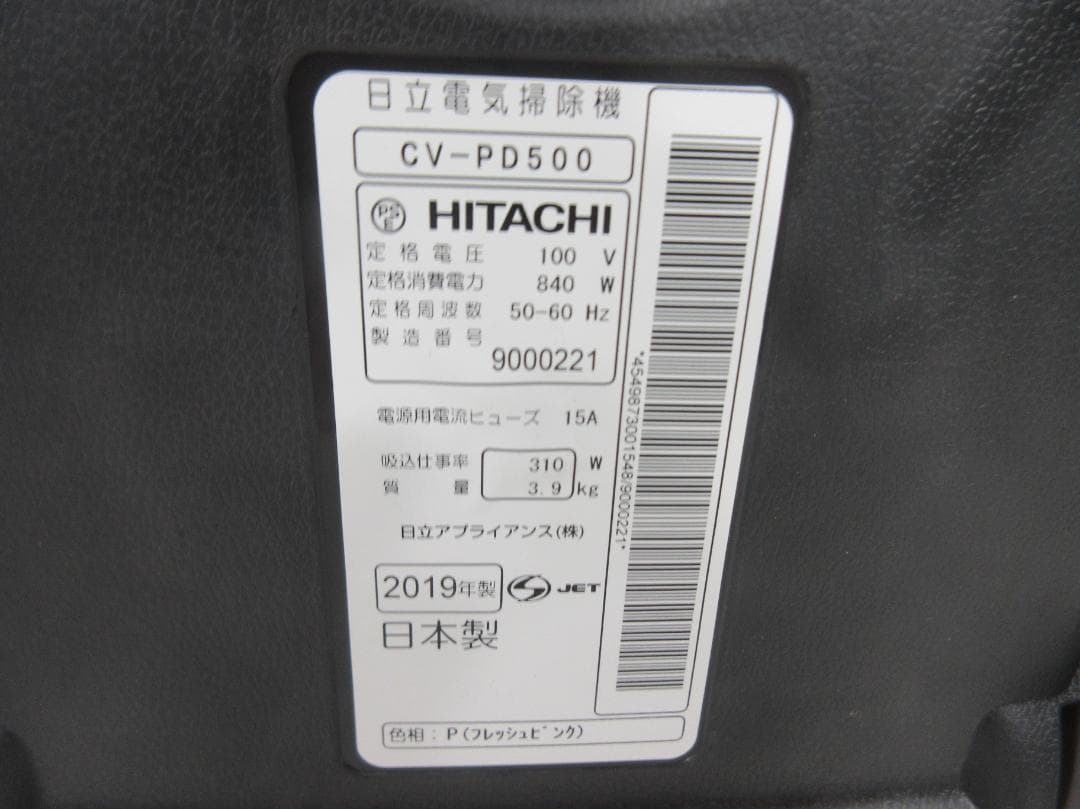 日立電気掃除機
CV-PD500
PSE HITACHI
定格電圧 100 V
定格消費電力 840 W
定格周波数 50-60 Hz
製造番号
9000221
電源用電流ヒューズ 15A
吸込仕事率 310 W
質量 3.9 kg
日立アプライアンス(株)
2019年製 S JET
日本製
色相：P(フレッシュピンク)
*4549873001548/9000221*